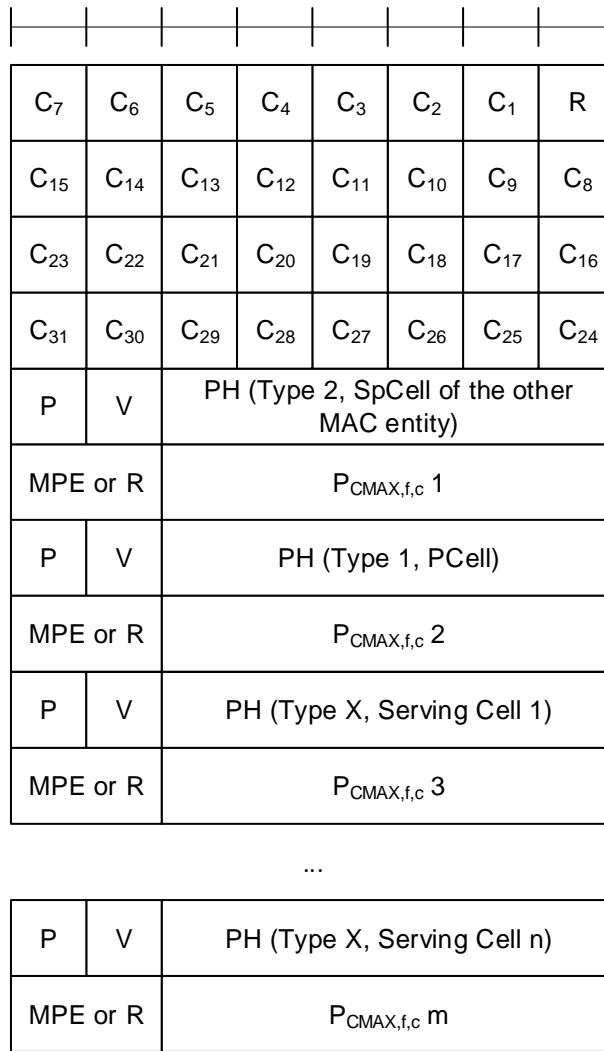 C7 C6 C5 C4 C3 C2 C1 R
C15 C14 C13 C12 C11 C10 C9 C8
C23 C22 C21 C20 C19 C18 C17 C16
C31 C30 C29 C28 C27 C26 C25 C24
P V PH (Type 2, SpCell of the other
MAC entity)
MPE or R PCMAX,f,c 1
P V PH (Type 1, PCell)
MPE or R PCMAX,f,c 2
P V PH (Type X, Serving Cell 1)
MPE or R PCMAX,f,c 3
...
P V PH (Type X, Serving Cell n)
MPE or R PCMAX,f,c m